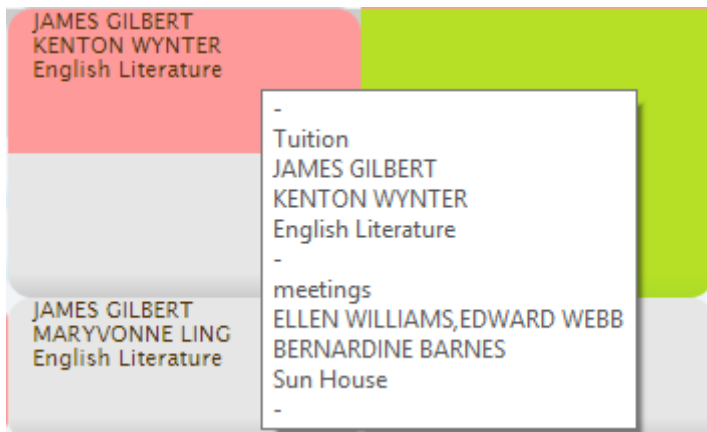 JAMES GILBERT
KENTON WYNTER
English Literature
-
Tuition
JAMES GILBERT
KENTON WYNTER
English Literature
-
meetings
ELLEN WILLIAMS,EDWARD WEBB
BERNARDINE BARNES
Sun House
-
JAMES GILBERT
MARYVONNE LING
English Literature